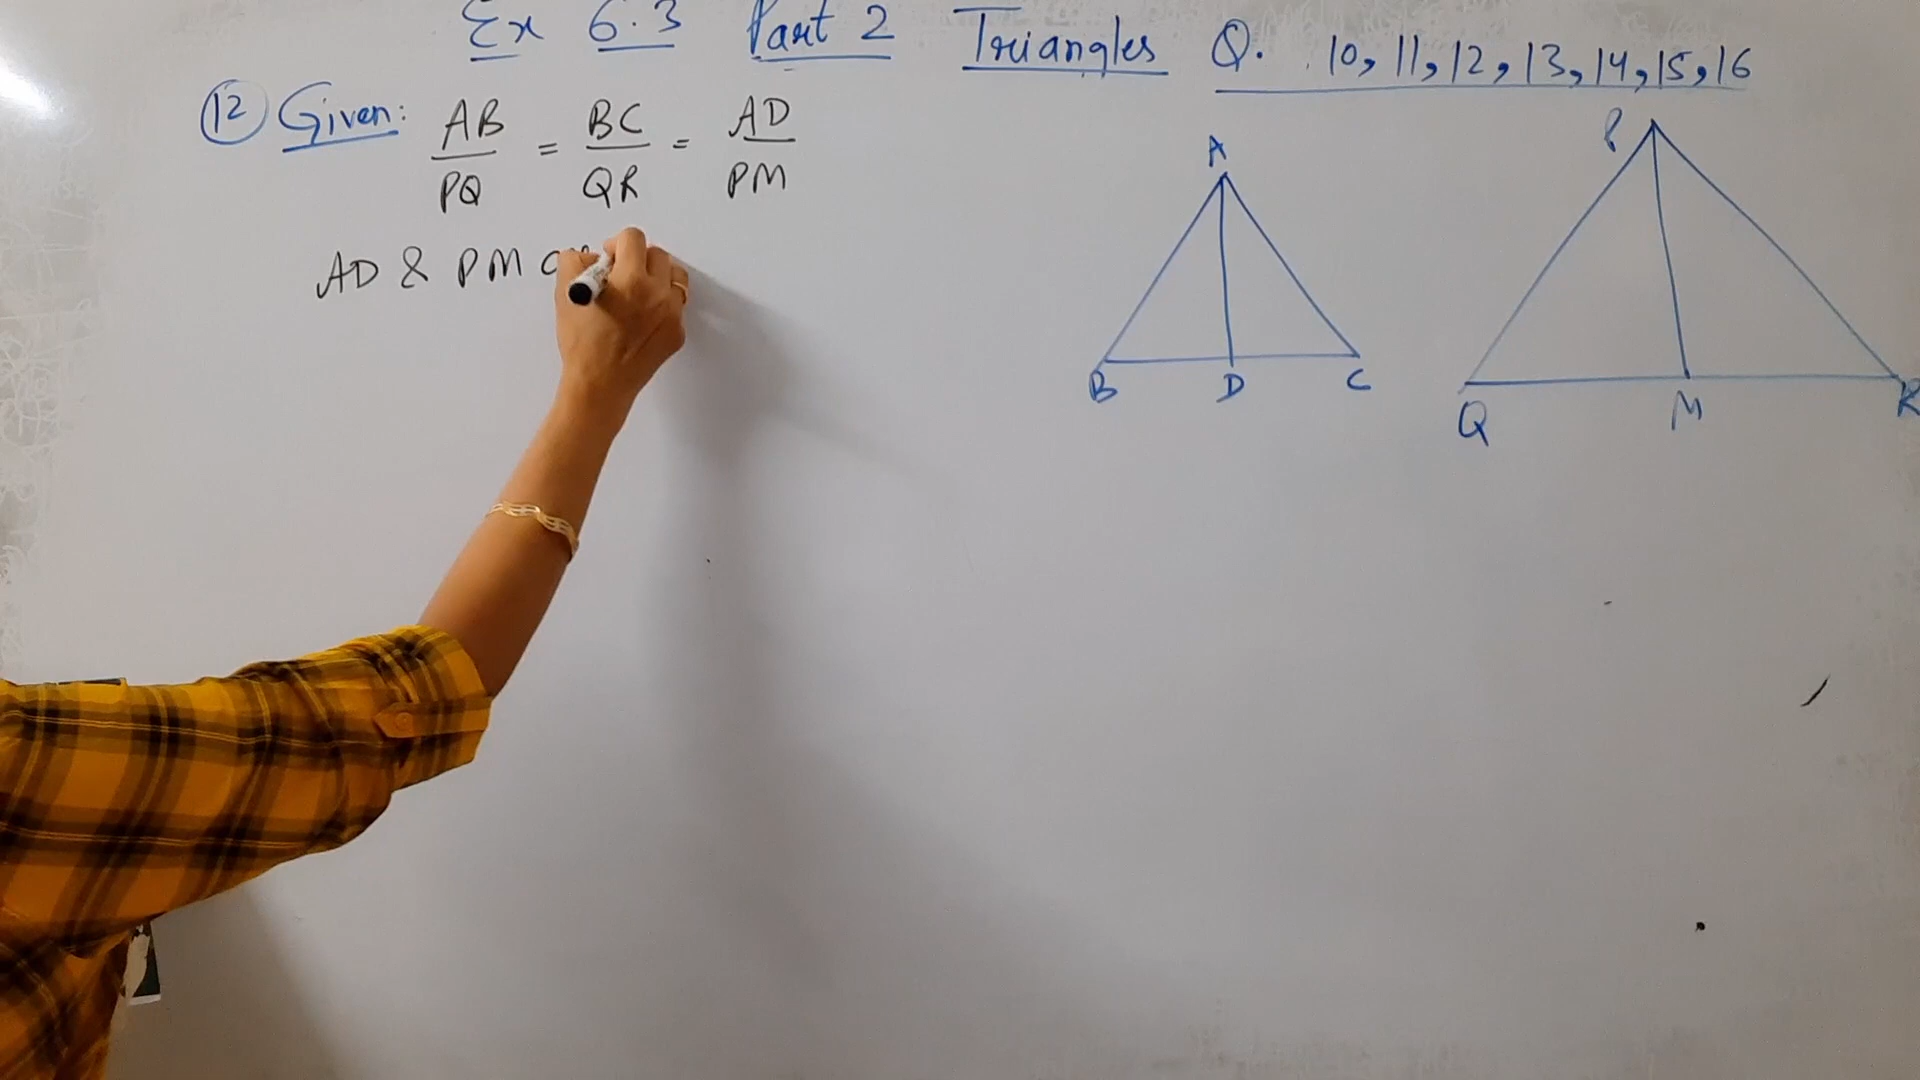 Ex 6.3 Part 2 Triangles Q. 10, 11, 12, 13, 14, 15, 16
12 Given: AB/PQ = BC/QR = AD/PM
AD & PM
A
B D C
P
Q M R